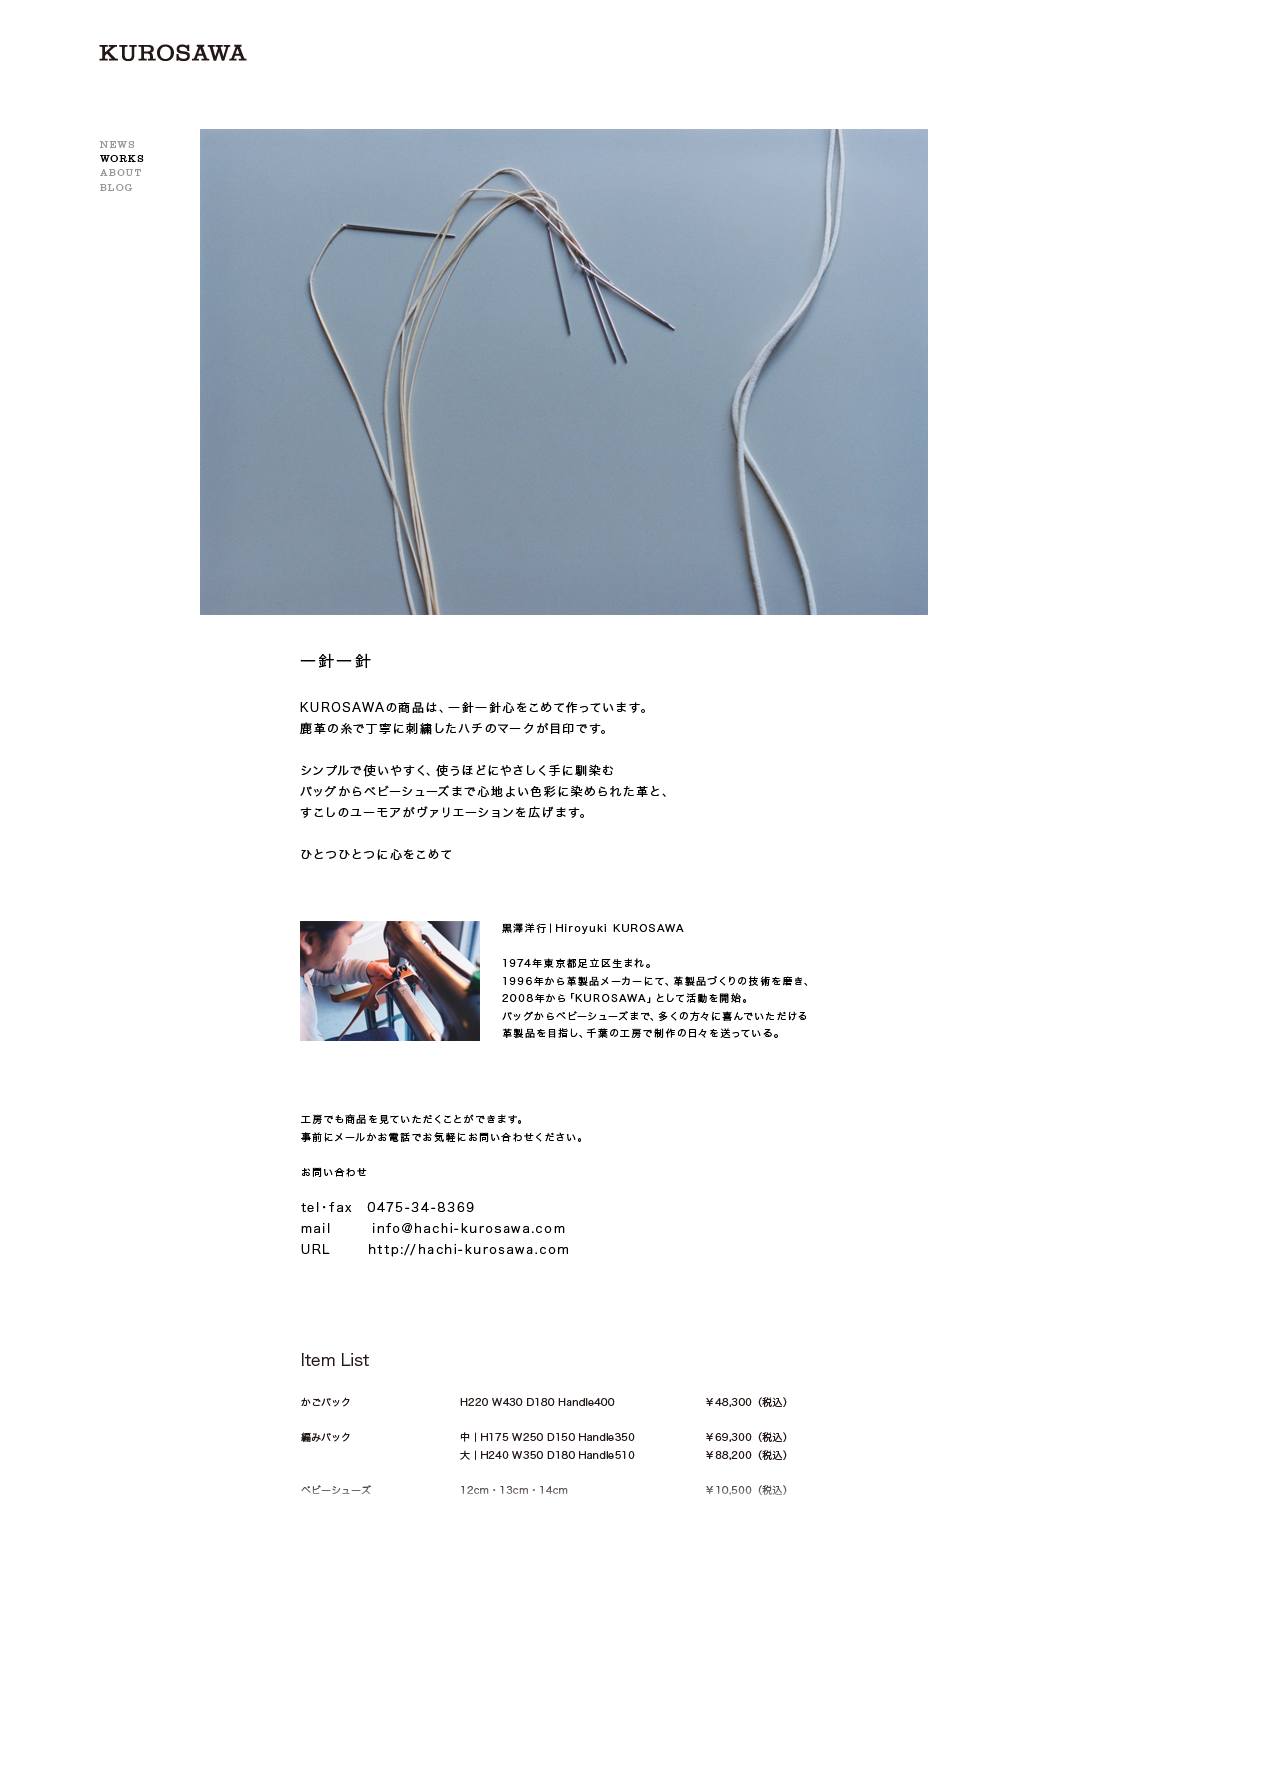 KUROSAWA
NEWS
WORKS
ABOUT
BLOG
一針一針
KUROSAWAの商品は、一針一針心をこめて作っています。
鹿革の糸で丁寧に刺繍したハチのマークが目印です。
シンプルで使いやすく、使うほどにやさしく手に馴染む
バッグからベビーシューズまで心地よい色彩に染められた革と、
すこしのユーモアがヴァリエーションを広げます。
ひとつひとつに心をこめて
黒澤洋行 | Hiroyuki KUROSAWA
1974年東京都足立区生まれ。
1996年から革製品メーカーにて、革製品づくりの技術を磨き、
2008年から「KUROSAWA」として活動を開始。
バッグからベビーシューズまで、多くの方々に喜んでいただける
革製品を目指し、千葉の工房で制作の日々を送っている。
工房でも商品を見ていただくことができます。
事前にメールかお電話でお気軽にお問い合わせください。
お問い合わせ
tel・fax 0475-34-8369
mail info@hachi-kurosawa.com
URL http://hachi-kurosawa.com
Item List
かごバック H220 W430 D180 Handle400 ￥48,300（税込）
編みバック 中 | H175 W250 D150 Handle350 ￥69,300（税込）
大 | H240 W350 D180 Handle510 ￥88,200（税込）
ベビーシューズ 12cm・13cm・14cm ￥10,500（税込）